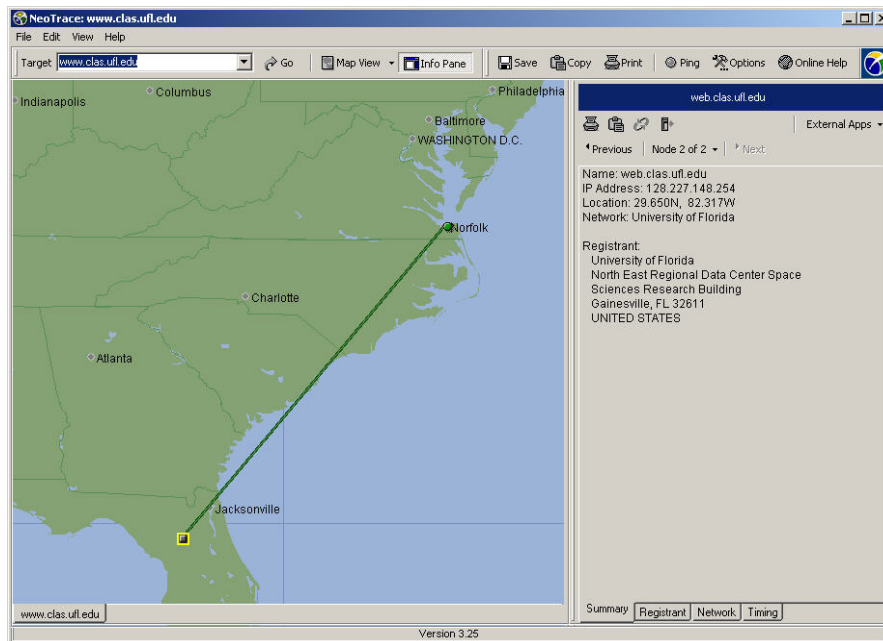 NeoTrace: www.clas.ufl.edu
File Edit View Help
Target www.clas.ufl.edu Go Map View Info Pane Save Copy Print Ping Options Online Help
Indianapolis
Columbus
Philadelphia
Baltimore
WASHINGTON D.C.
Norfolk
Charlotte
Atlanta
Jacksonville
www.clas.ufl.edu
web.clas.ufl.edu
External Apps
Previous Node 2 of 2 Next
Name: web.clas.ufl.edu
IP Address: 128.227.148.254
Location: 29.650N, 82.317W
Network: University of Florida
Registrant:
University of Florida
North East Regional Data Center Space
Sciences Research Building
Gainesville, FL 32611
UNITED STATES
Summary Registrant Network Timing
Version 3.25